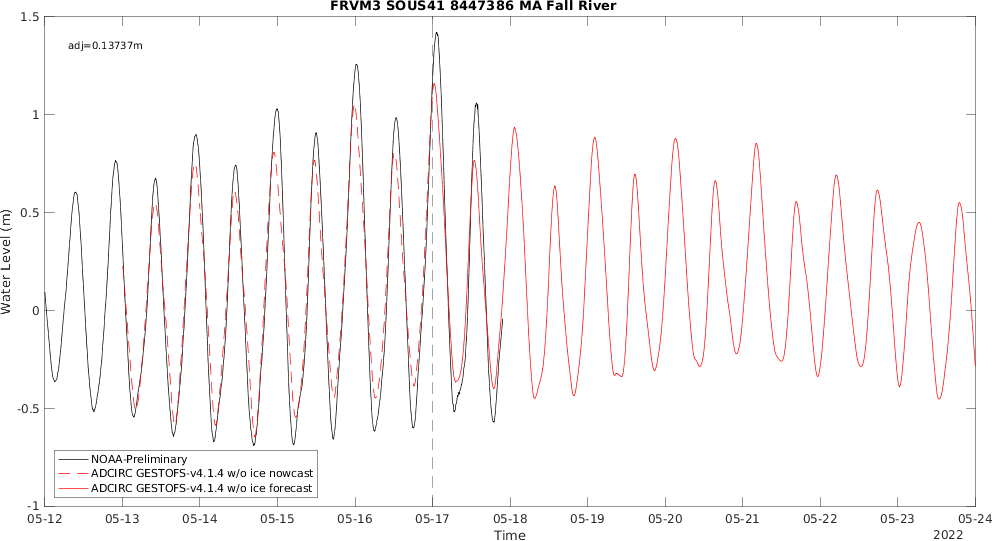 FRVM3 SOUS41 8447386 MA Fall River
adj=0.13737m
1.5
1
0.5
0
-0.5
-1
Water Level (m)
NOAA-Preliminary
ADCIRC GESTOFS-v4.1.4 w/o ice nowcast
ADCIRC GESTOFS-v4.1.4 w/o ice forecast
05-12 05-13 05-14 05-15 05-16 05-17 05-18 05-19 05-20 05-21 05-22 05-23 05-24
Time
2022